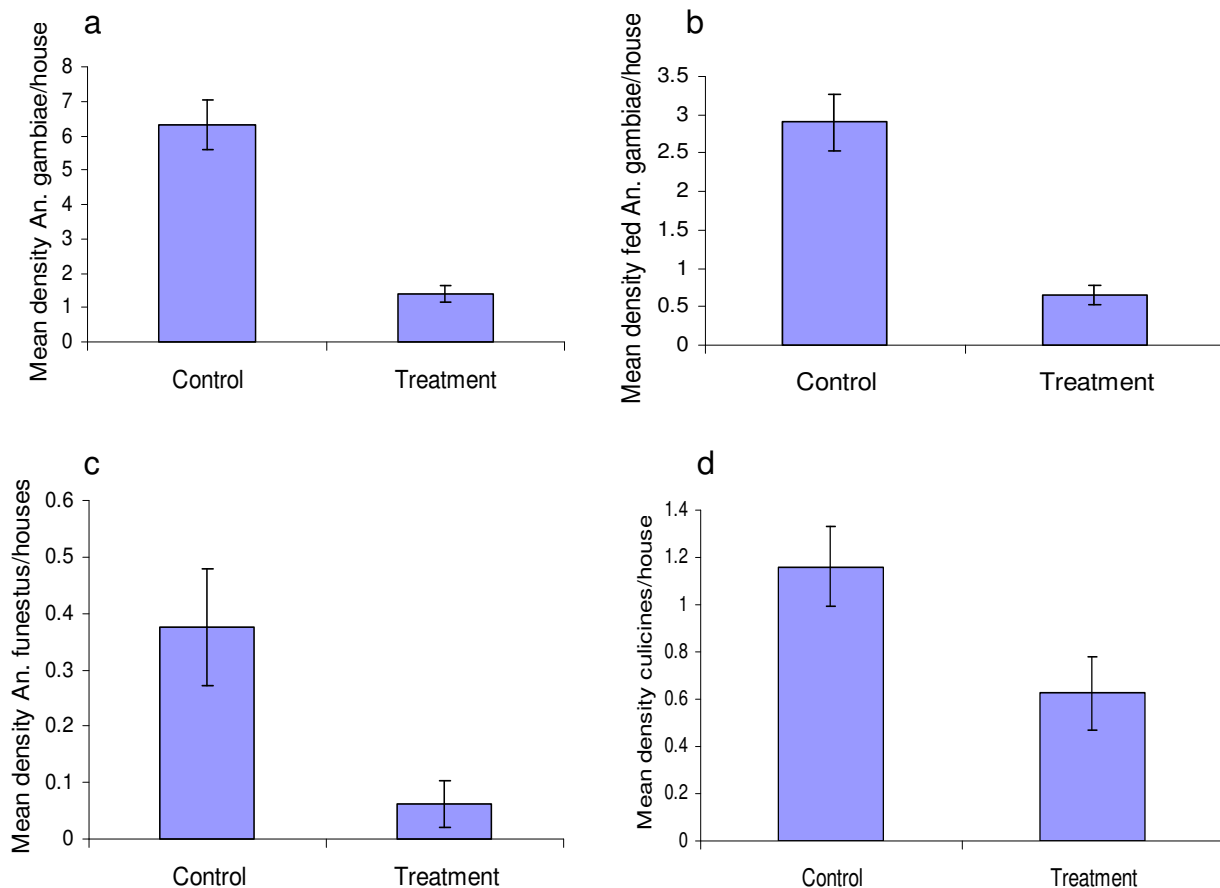 a
Mean density An. gambiae/house
8
7
6
5
4
3
2
1
0
Control
Treatment
b
Mean density fed An. gambiae/house
3.5
3
2.5
2
1.5
1
0.5
0
Control
Treatment
c
Mean density An. funestus/houses
0.6
0.5
0.4
0.3
0.2
0.1
0
Control
Treatment
d
Mean density culicines/house
1.4
1.2
1
0.8
0.6
0.4
0.2
0
Control
Treatment